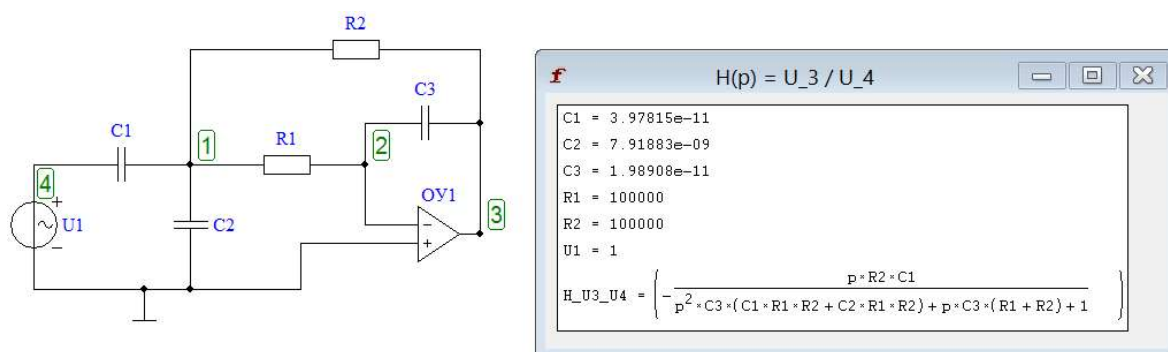 R2
C3
C1
1
R1
2
4
+
U1
−
C2
ОУ1
−
+
3
f H(p) = U_3 / U_4
C1 = 3.97815e-11
C2 = 7.91883e-09
C3 = 1.98908e-11
R1 = 100000
R2 = 100000
U1 = 1
H_U3_U4 = (-p*R2*C1/(p²*C3*(C1*R1*R2+C2*R1*R2)+p*C3*(R1+R2)+1))